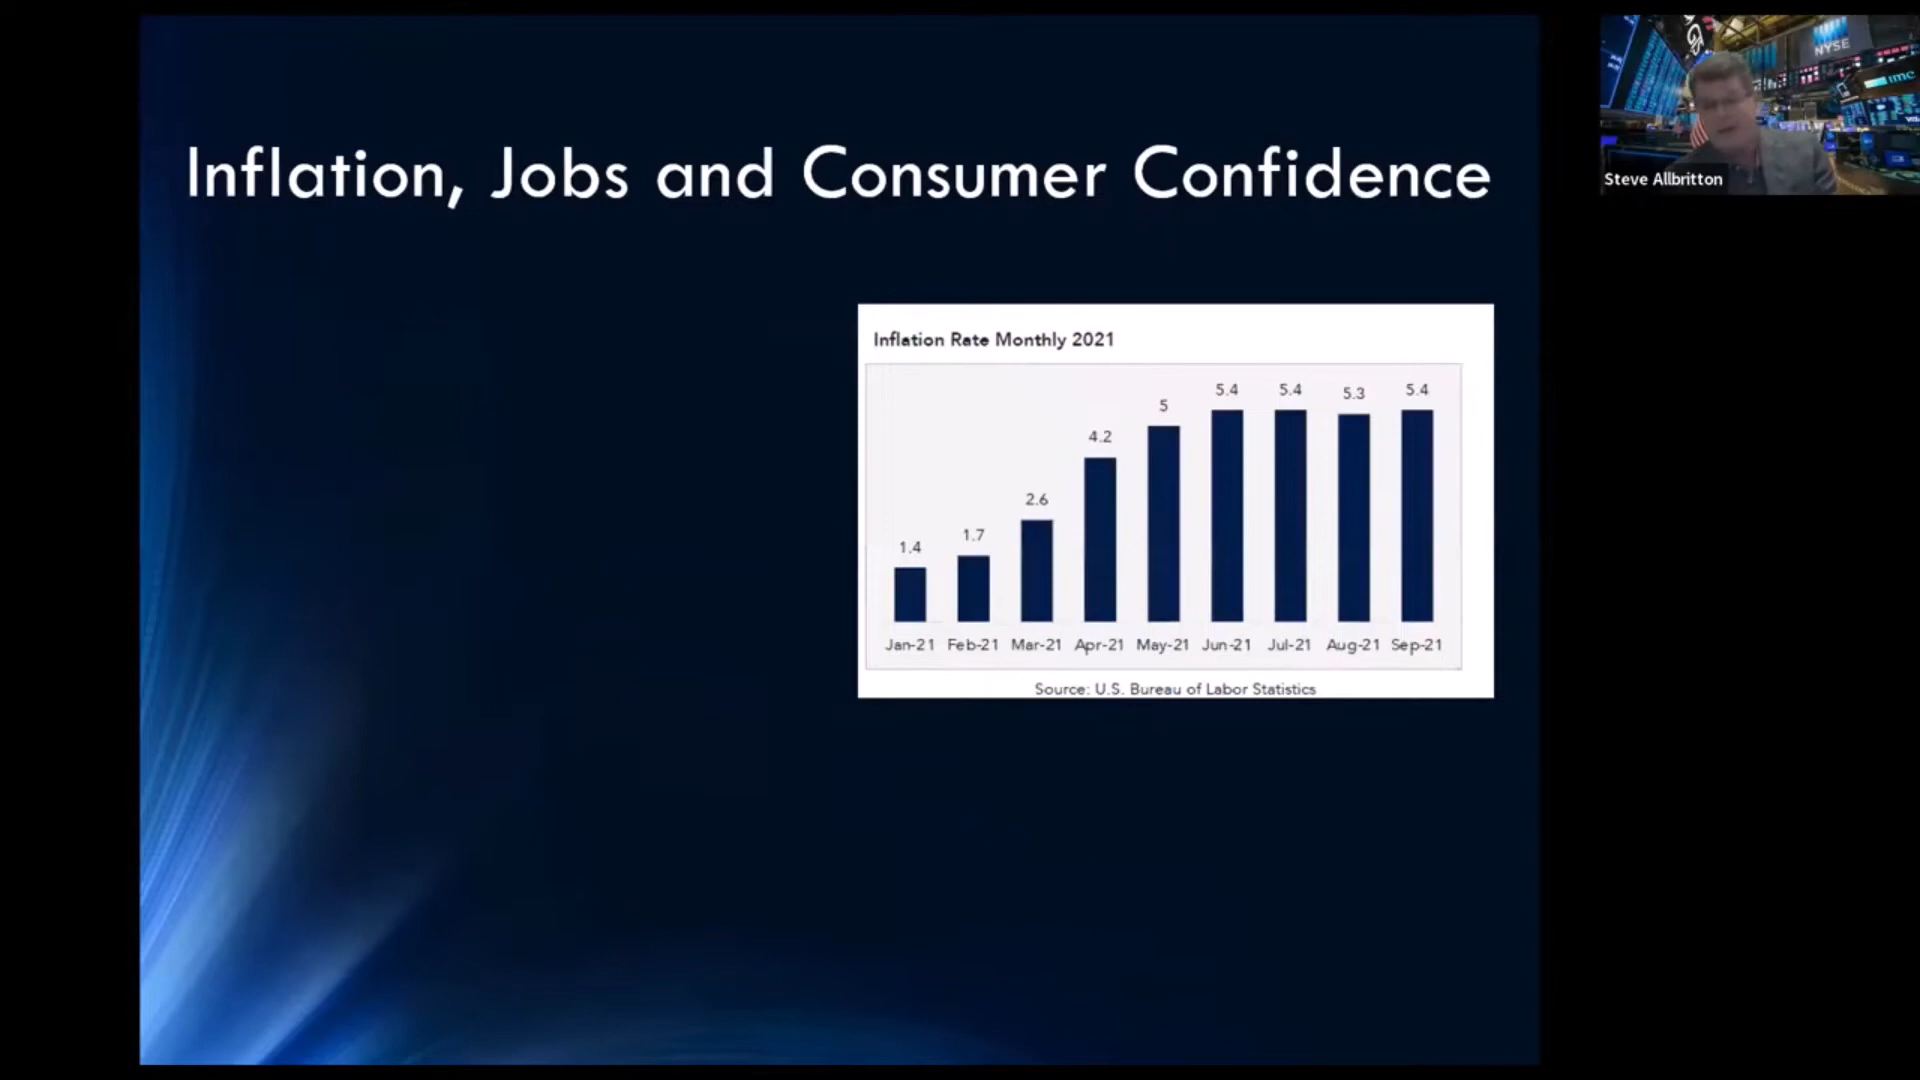 Inflation, Jobs and Consumer Confidence
NYSE
imc
Steve Allbritton
Inflation Rate Monthly 2021
1.4 1.7 2.6 4.2 5 5.4 5.4 5.3 5.4
Jan-21 Feb-21 Mar-21 Apr-21 May-21 Jun-21 Jul-21 Aug-21 Sep-21
Source: U.S. Bureau of Labor Statistics